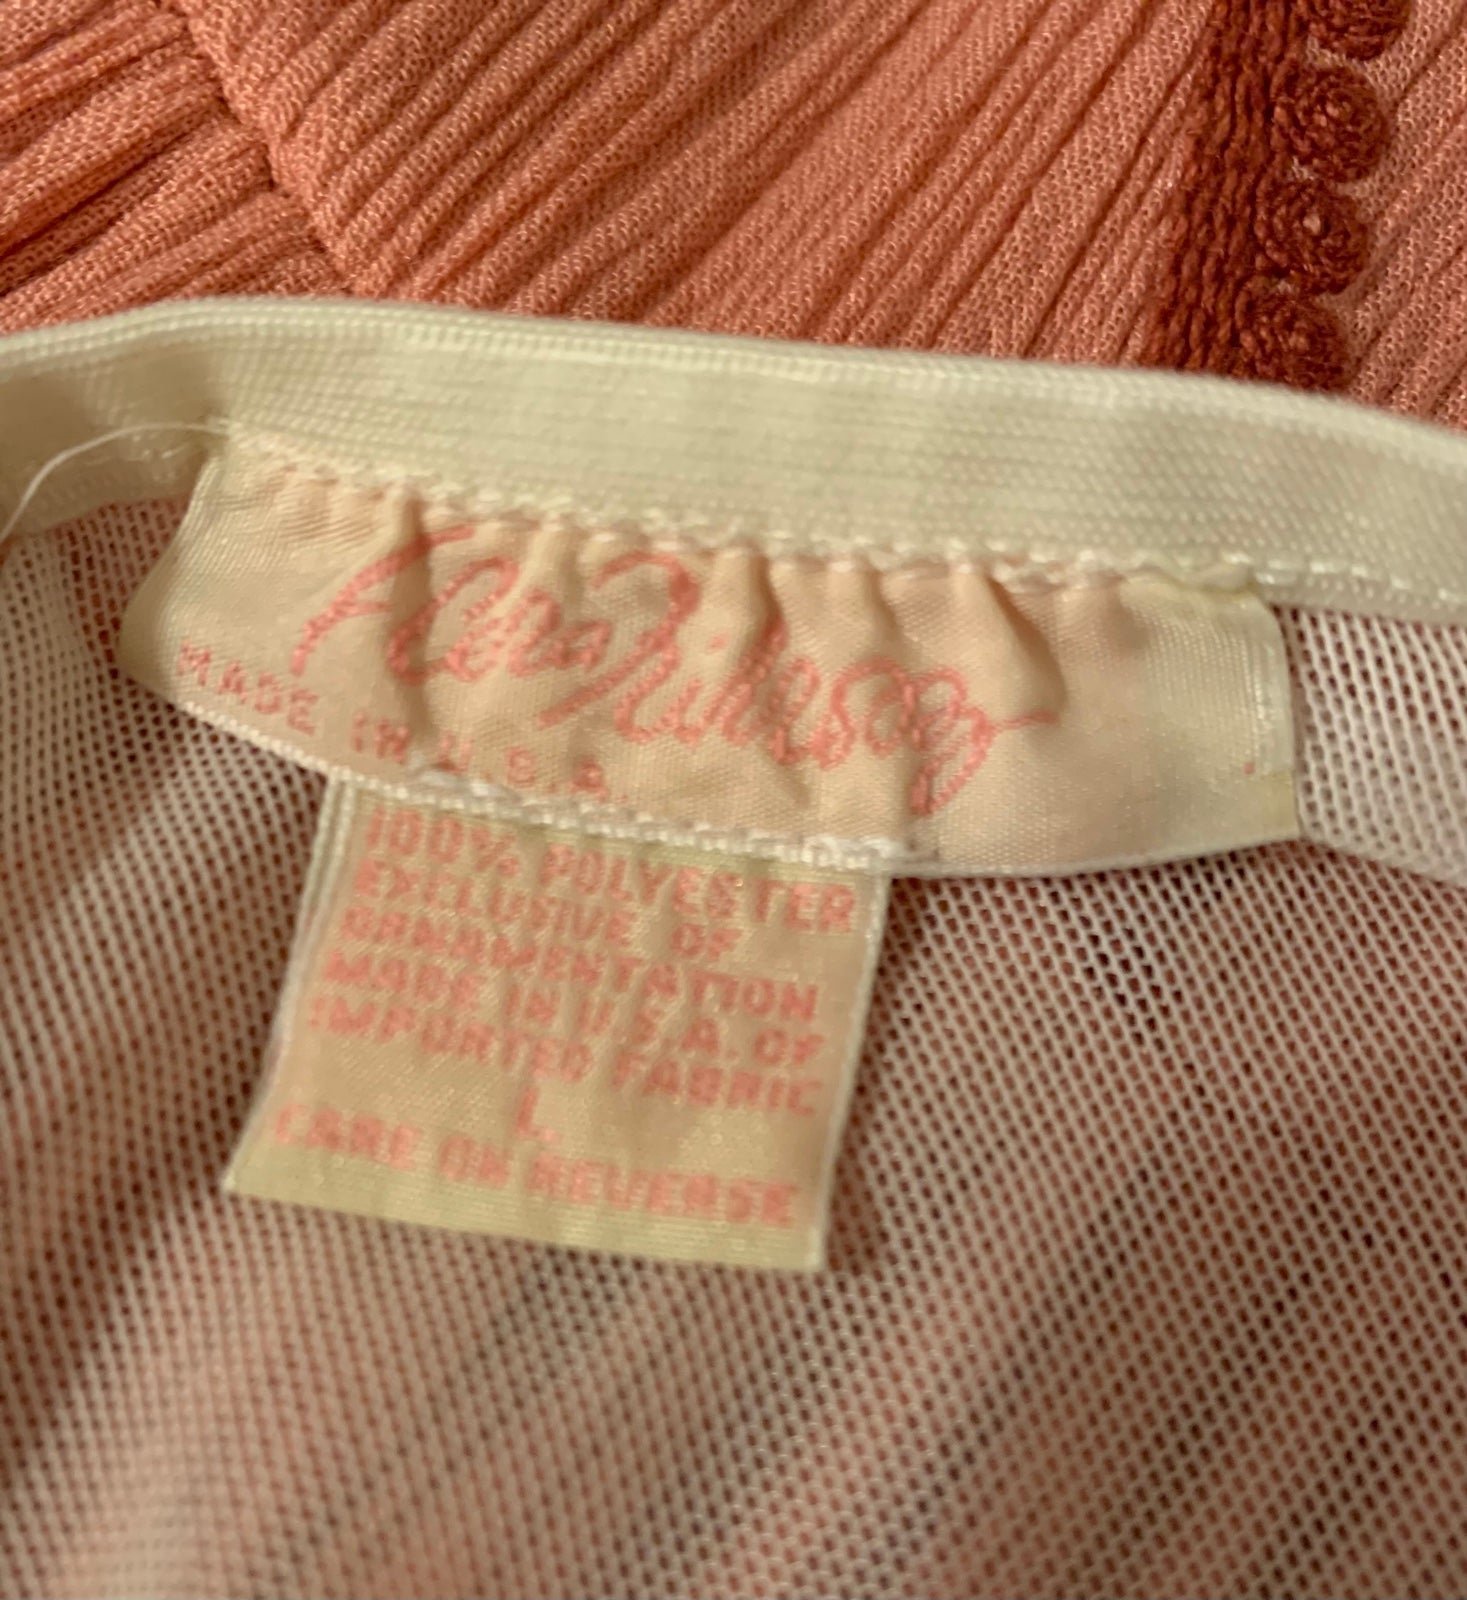 MADE IN U.S.A.
100% POLYESTER
EXCLUSIVE OF
ORNAMENTATION
MADE IN U.S.A. OF
IMPORTED FABRIC
L.
CARE ON REVERSE